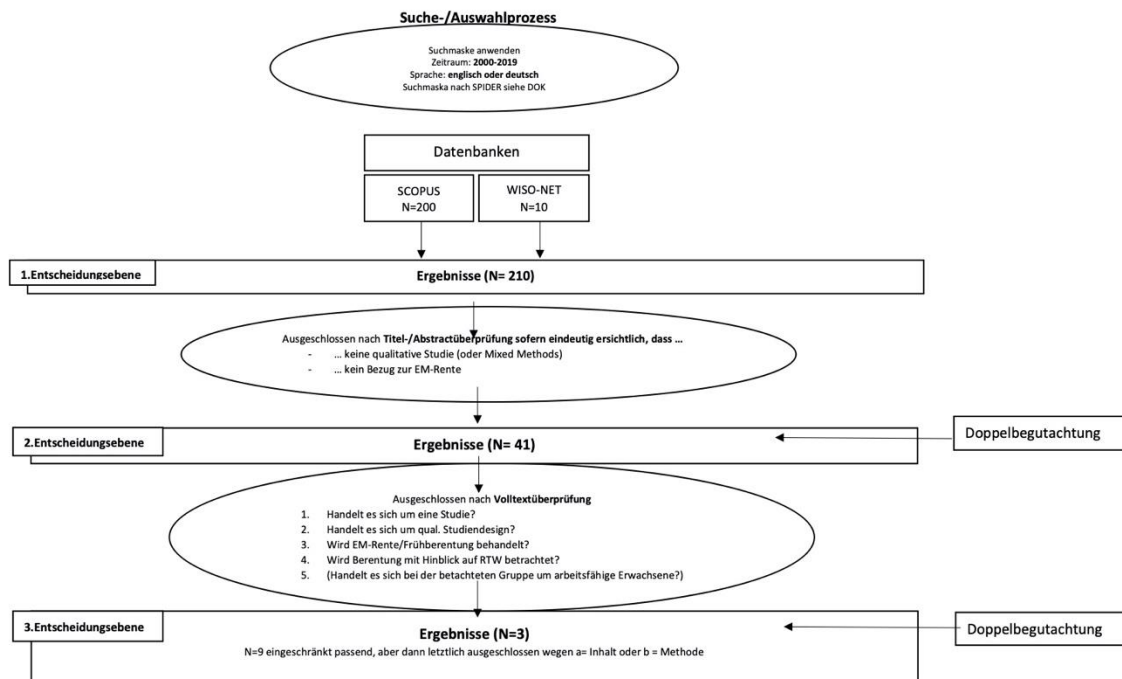 Suche-/Auswahlprozess
Suchmaske anwenden
Zeitraum: 2000-2019
Sprache: englisch oder deutsch
Suchmaska nach SPIDER siehe DOK
Datenbanken
SCOPUS
N=200
WISO-NET
N=10
1.Entscheidungsebene
Ergebnisse (N= 210)
Ausgeschlossen nach Titel-/Abstractüberprüfung sofern eindeutig ersichtlich, dass ...
- ... keine qualitative Studie (oder Mixed Methods)
- ... kein Bezug zur EM-Rente
2.Entscheidungsebene
Ergebnisse (N= 41)
Doppelbegutachtung
Ausgeschlossen nach Volltextüberprüfung
1. Handelt es sich um eine Studie?
2. Handelt es sich um qual. Studiendesign?
3. Wird EM-Rente/Frühberentung behandelt?
4. Wird Berentung mit Hinblick auf RTW betrachtet?
5. (Handelt es sich bei der betachteten Gruppe um arbeitsfähige Erwachsene?)
3.Entscheidungsebene
Ergebnisse (N=3)
Doppelbegutachtung
N=9 eingeschränkt passend, aber dann letztlich ausgeschlossen wegen a= Inhalt oder b = Methode